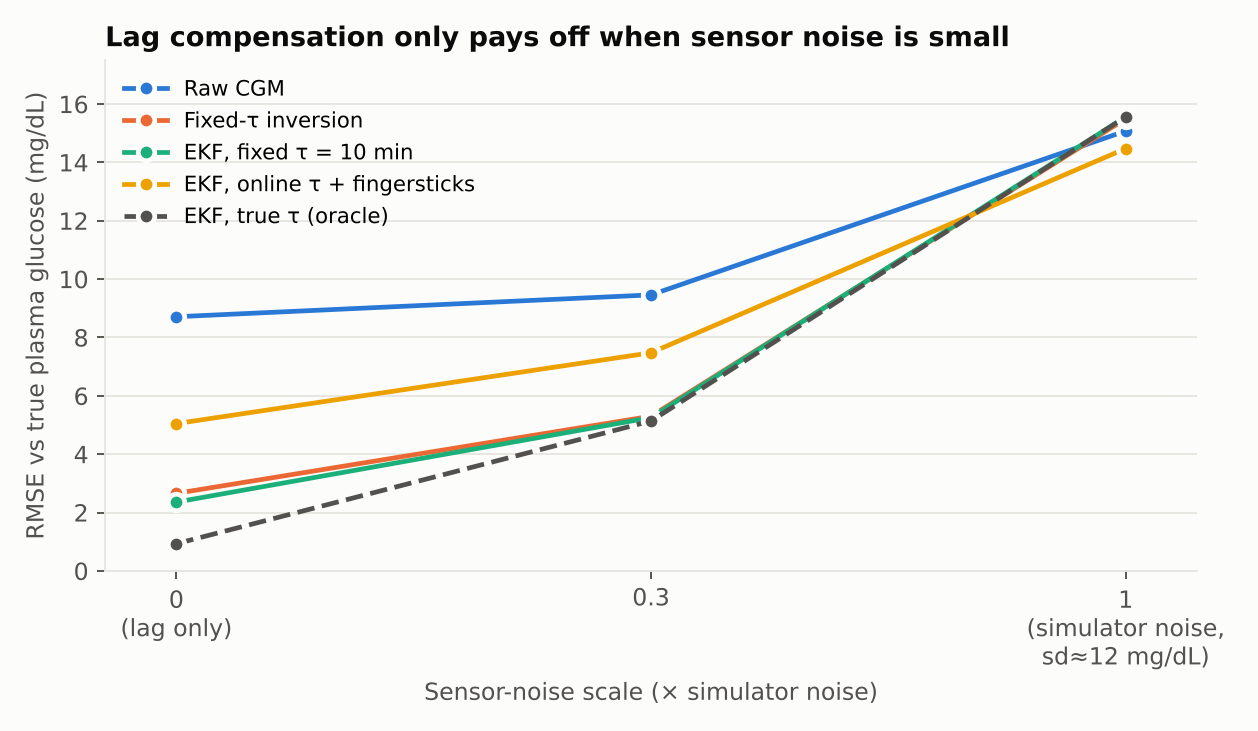 Lag compensation only pays off when sensor noise is small
RMSE vs true plasma glucose (mg/dL)
16
14
12
10
8
6
4
2
0
Raw CGM
Fixed-τ inversion
EKF, fixed τ = 10 min
EKF, online τ + fingersticks
EKF, true τ (oracle)
0
(lag only)
0.3
1
(simulator noise,
sd≈12 mg/dL)
Sensor-noise scale (× simulator noise)